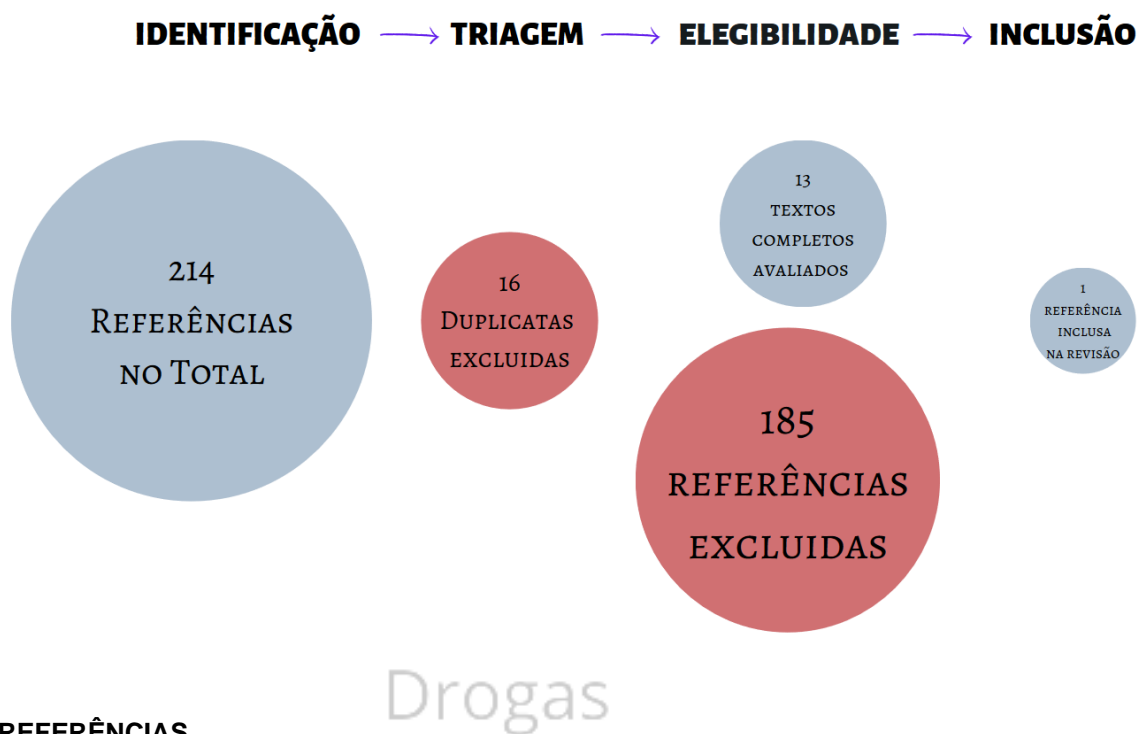 IDENTIFICAÇÃO → TRIAGEM → ELEGIBILIDADE → INCLUSÃO
214
Referências
no Total
16
Duplicatas
excluidas
13
textos
completos
avaliados
185
referências
excluidas
1
referência
inclusa
na revisão
Drogas
REFERÊNCIAS